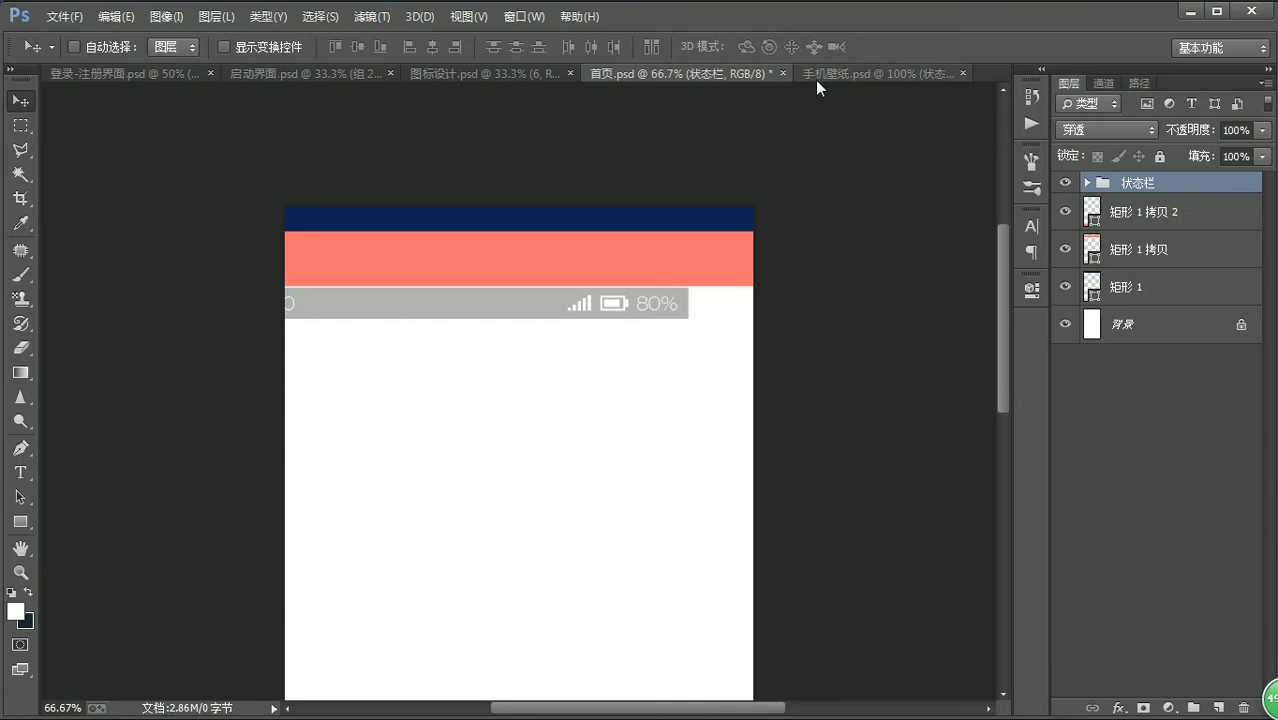 Ps 文件(F) 编辑(E) 图像(I) 图层(L) 类型(Y) 选择(S) 滤镜(T) 3D(D) 视图(V) 窗口(W) 帮助(H)
自动选择: 图层 显示变换控件 3D 模式: 基本功能
登录-注册界面.psd @ 50% (... × 启动界面.psd @ 33.3% (组 2... × 图标设计.psd @ 33.3% (6, R... × 首页.psd @ 66.7% (状态栏, RGB/8) * × 手机壁纸.psd @ 100% (状态... ×
图层 通道 路径
类型
穿透 不透明度: 100%
锁定: 填充: 100%
状态栏
矩形 1 拷贝 2
矩形 1 拷贝
矩形 1
背景
0 80%
66.67% 文档:2.86M/0 字节
fx